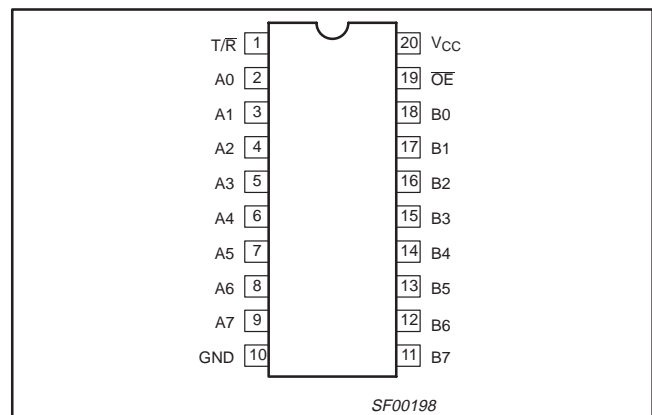 T/R̅ 1 20 VCC
A0 2 19 O̅E̅
A1 3 18 B0
A2 4 17 B1
A3 5 16 B2
A4 6 15 B3
A5 7 14 B4
A6 8 13 B5
A7 9 12 B6
GND 10 11 B7
SF00198